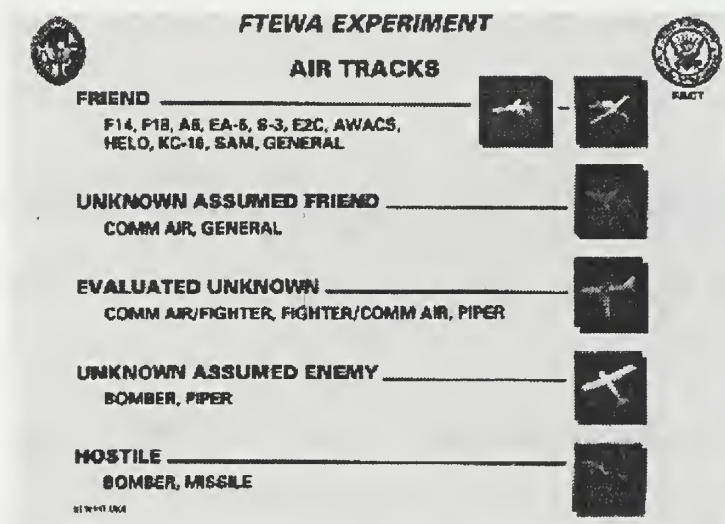 FTEWA EXPERIMENT
AIR TRACKS
FACT
FRIEND
F14, F18, A6, EA-6, S-3, E2C, AWACS,
HELO, KC-16, SAM, GENERAL
UNKNOWN ASSUMED FRIEND
COMM AIR, GENERAL
EVALUATED UNKNOWN
COMM AIR/FIGHTER, FIGHTER/COMM AIR, PIPER
UNKNOWN ASSUMED ENEMY
BOMBER, PIPER
HOSTILE
BOMBER, MISSILE